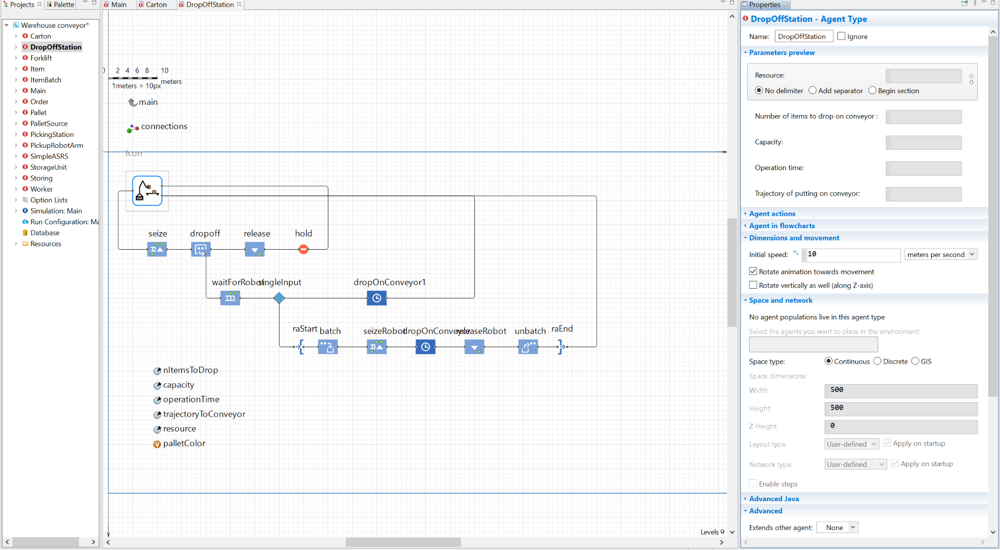 Projects
Palette
Warehouse conveyor*
Carton
DropOffStation
Forklift
Item
ItemBatch
Main
Order
Pallet
PalletSource
PickingStation
PickupRobotArm
SimpleASRS
StorageUnit
Storing
Worker
Option Lists
Simulation: Main
Run Configuration: Ma
Database
Resources
Main
Carton
DropOffStation
0 2 4 6 8 10
meters
1meters = 10px
main
connections
Icon
seize
dropoff
release
hold
waitForRobot
singleInput
dropOnConveyor1
raStart
batch
seizeRobot
dropOnConveyor
releaseRobot
unbatch
raEnd
nItemsToDrop
capacity
operationTime
trajectoryToConveyor
resource
palletColor
Levels
Properties
DropOffStation - Agent Type
Name: DropOffStation Ignore
Parameters preview
Resource:
No delimiter Add separator Begin section
Number of items to drop on conveyor :
Capacity:
Operation time:
Trajectory of putting on conveyor:
Agent actions
Agent in flowcharts
Dimensions and movement
Initial speed: 10 meters per second
Rotate animation towards movement
Rotate vertically as well (along Z-axis)
Space and network
No agent populations live in this agent type
Select the agents you want to place in the environment:
Space type: Continuous Discrete GIS
Space dimensions:
Width: 500
Height: 500
Z-Height: 0
Layout type: User-defined Apply on startup
Network type: User-defined Apply on startup
Enable steps
Advanced Java
Advanced
Extends other agent: None